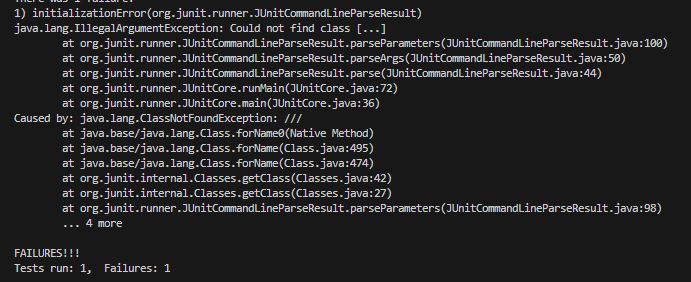 There was 1 failure:
1) initializationError(org.junit.runner.JUnitCommandLineParseResult)
java.lang.IllegalArgumentException: Could not find class [...]
at org.junit.runner.JUnitCommandLineParseResult.parseParameters(JUnitCommandLineParseResult.java:100)
at org.junit.runner.JUnitCommandLineParseResult.parseArgs(JUnitCommandLineParseResult.java:50)
at org.junit.runner.JUnitCommandLineParseResult.parse(JUnitCommandLineParseResult.java:44)
at org.junit.runner.JUnitCore.runMain(JUnitCore.java:72)
at org.junit.runner.JUnitCore.main(JUnitCore.java:36)
Caused by: java.lang.ClassNotFoundException: ///
at java.base/java.lang.Class.forName0(Native Method)
at java.base/java.lang.Class.forName(Class.java:495)
at java.base/java.lang.Class.forName(Class.java:474)
at org.junit.internal.Classes.getClass(Classes.java:42)
at org.junit.internal.Classes.getClass(Classes.java:27)
at org.junit.runner.JUnitCommandLineParseResult.parseParameters(JUnitCommandLineParseResult.java:98)
... 4 more
FAILURES!!!
Tests run: 1,  Failures: 1